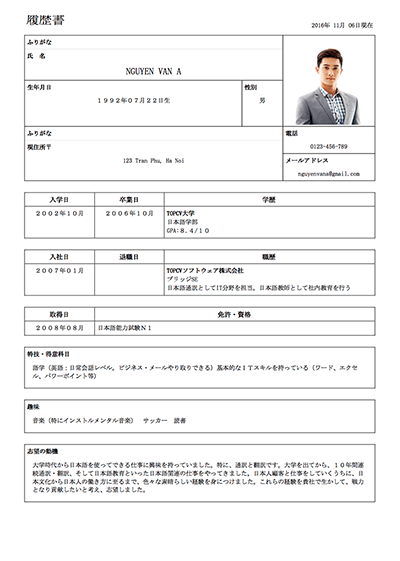 履歴書
2016年 11月 06日現在
ふりがな
氏 名
NGUYEN VAN A
生年月日
性別
1992年07月22日生
男
ふりがな
電話
現住所〒
0123-456-789
123 Tran Phu, Ha Noi
メールアドレス
nguyenvana@gmail.com
入学日 卒業日 学歴
2002年10月 2006年10月 TOPCV大学
日本語学部
GPA:8.4/10
入社日 退職日 職歴
2007年01月 TOPCVソフトウェア株式会社
ブリッジSE
日本語通訳としてIT分野を担当。日本語教師として社内教育を行う
取得日 免許・資格
2008年08月 日本語能力試験N1
特技・得意科目
語学（英語：日常会話レベル。ビジネス・メールやり取りできる）基本的なITスキルを持っている（ワード、エクセ
ル、パワーポイント等）
趣味
音楽（特にインストルメンタル音楽） サッカー 読書
志望の動機
大学時代から日本語を使ってできる仕事に興味を持っていました。特に、通訳と翻訳です。大学を出てから、10年間連
続通訳・翻訳、そして日本語教育といった日本語関連の仕事をやってきました。日本人顧客と仕事をしていくうちに、日
本文化から日本人の働き方に至るまで、色々な素晴らしい経験を身につけました。これらの経験を貴社で生かして、戦力
となり貢献したいと考え、志望しました。